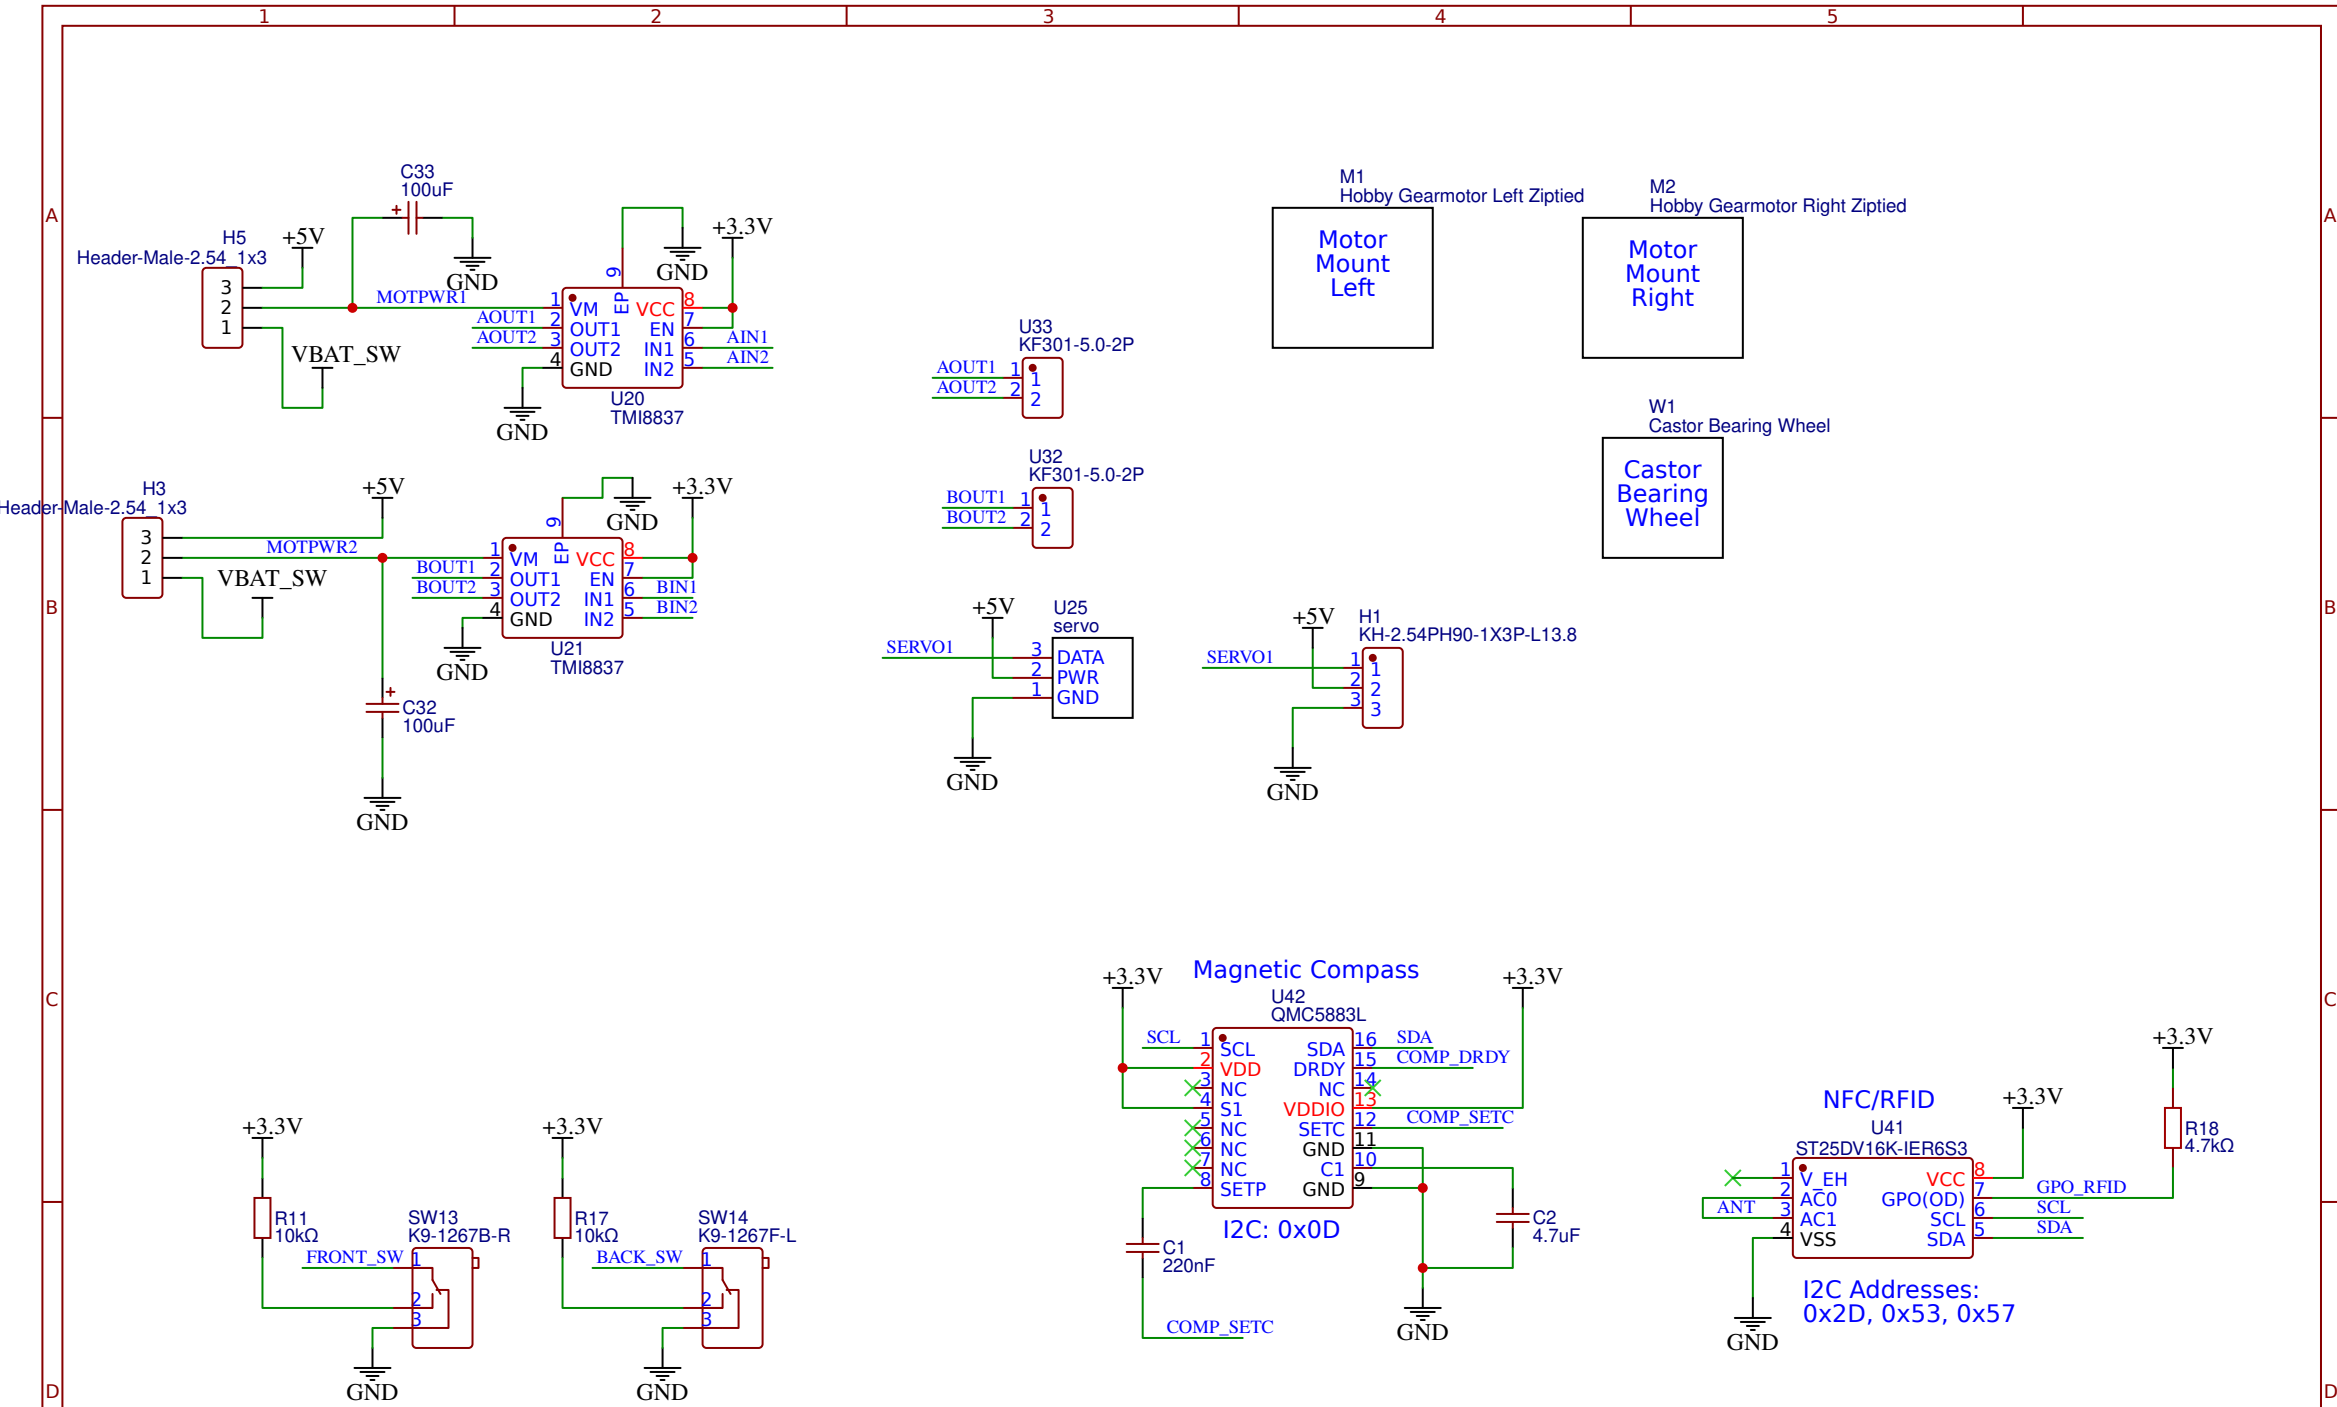 1 2 3 4 5
A
A
B
B
C
C
D
D
C33
100uF
H5
Header-Male-2.54_1x3
+5V
3
2
1
MOTPWR1
VBAT_SW
GND
GND
+3.3V
9
EP
1 VM
2 OUT1
3 OUT2
4 GND
VCC 8
EN 7
IN1 6
IN2 5
AOUT1
AOUT2
AIN1
AIN2
U20
TMI8837
GND
H3
Header-Male-2.54_1x3
+5V
3
2
1
MOTPWR2
VBAT_SW
GND
+3.3V
9
EP
1 VM
2 OUT1
3 OUT2
4 GND
VCC 8
EN 7
IN1 6
IN2 5
BOUT1
BOUT2
BIN1
BIN2
U21
TMI8837
GND
C32
100uF
GND
U33
KF301-5.0-2P
AOUT1 1 1
AOUT2 2 2
U32
KF301-5.0-2P
BOUT1 1 1
BOUT2 2 2
+5V
U25
servo
SERVO1
3 DATA
2 PWR
1 GND
GND
+5V
H1
KH-2.54PH90-1X3P-L13.8
SERVO1
1 1
2 2
3 3
GND
M1
Hobby Gearmotor Left Ziptied
Motor
Mount
Left
M2
Hobby Gearmotor Right Ziptied
Motor
Mount
Right
W1
Castor Bearing Wheel
Castor
Bearing
Wheel
+3.3V
R11
10kΩ
SW13
K9-1267B-R
FRONT_SW
1
2
3
GND
+3.3V
R17
10kΩ
SW14
K9-1267F-L
BACK_SW
1
2
3
GND
Magnetic Compass
+3.3V
+3.3V
U42
QMC5883L
SCL
1 SCL
2 VDD
3 NC
4 S1
5 NC
6 NC
7 NC
8 SETP
SDA 16
DRDY 15
NC 14
VDDIO 13
SETC 12
GND 11
C1 10
GND 9
SDA
COMP_DRDY
COMP_SETC
I2C: 0x0D
C1
220nF
COMP_SETC
C2
4.7uF
GND
NFC/RFID
U41
ST25DV16K-IER6S3
+3.3V
+3.3V
R18
4.7kΩ
1 V_EH
2 AC0
3 AC1
4 VSS
VCC 8
GPO(OD) 7
SCL 6
SDA 5
ANT
GPO_RFID
SCL
SDA
GND
I2C Addresses:
0x2D, 0x53, 0x57